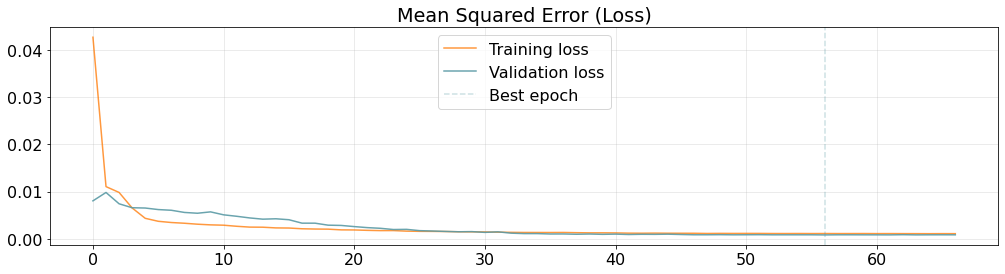 Mean Squared Error (Loss)
0.04
0.03
0.02
0.01
0.00
Training loss
Validation loss
Best epoch
0 10 20 30 40 50 60